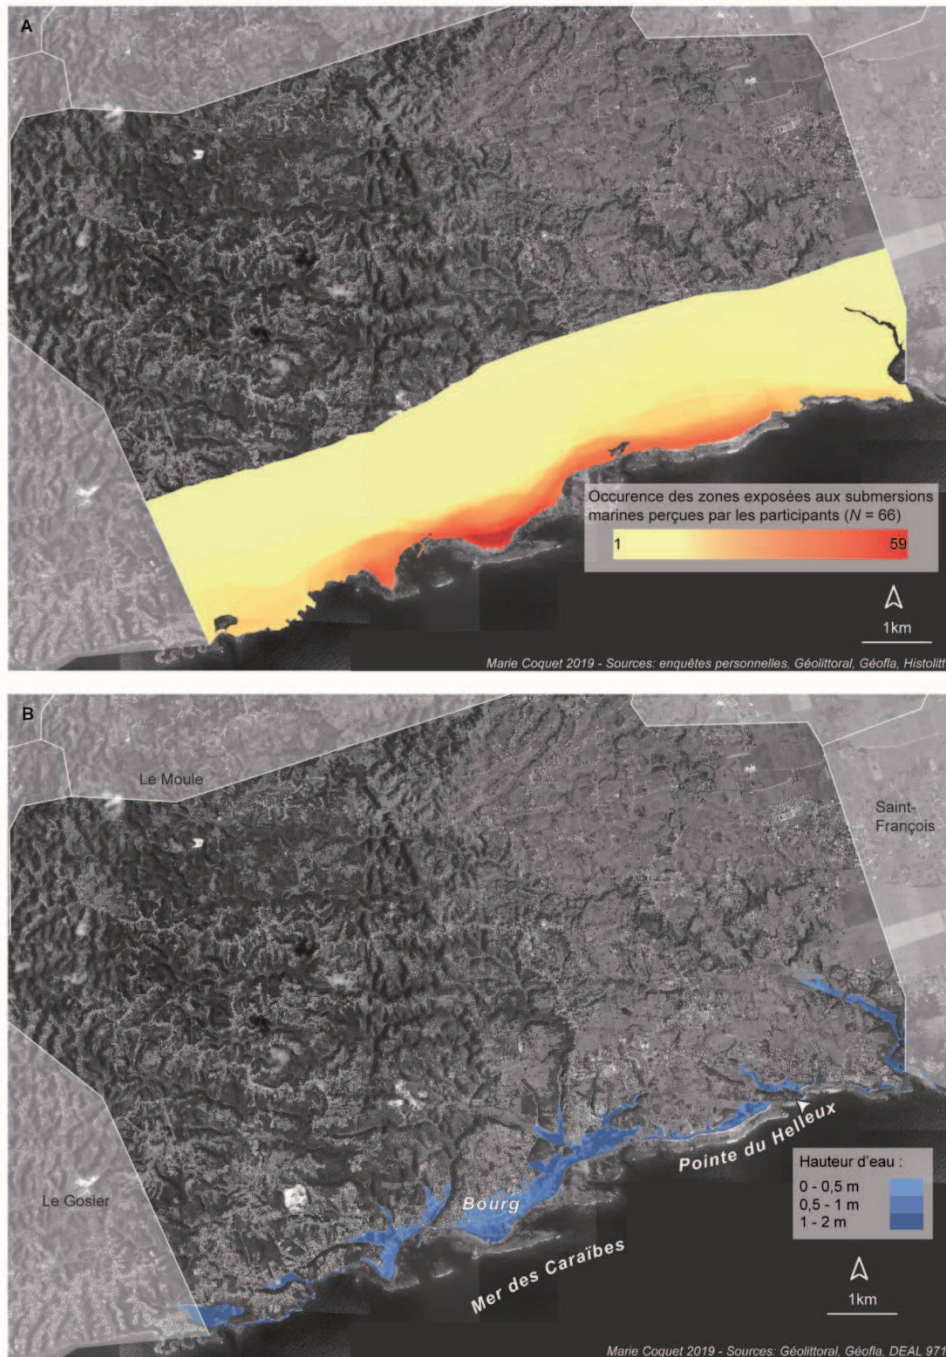 A
Occurence des zones exposées aux submersions
marines perçues par les participants (N = 66)
1 59
1km
Marie Coquet 2019 - Sources: enquêtes personnelles, Géolittoral, Géofla, Histolitt
B
Le Moule
Saint-
François
Pointe du Helleux
Hauteur d'eau :
0 - 0,5 m
0,5 - 1 m
1 - 2 m
Le Gosier
Bourg
Mer des Caraïbes
1km
Marie Coquet 2019 - Sources: Géolittoral, Géofla, DEAL 971